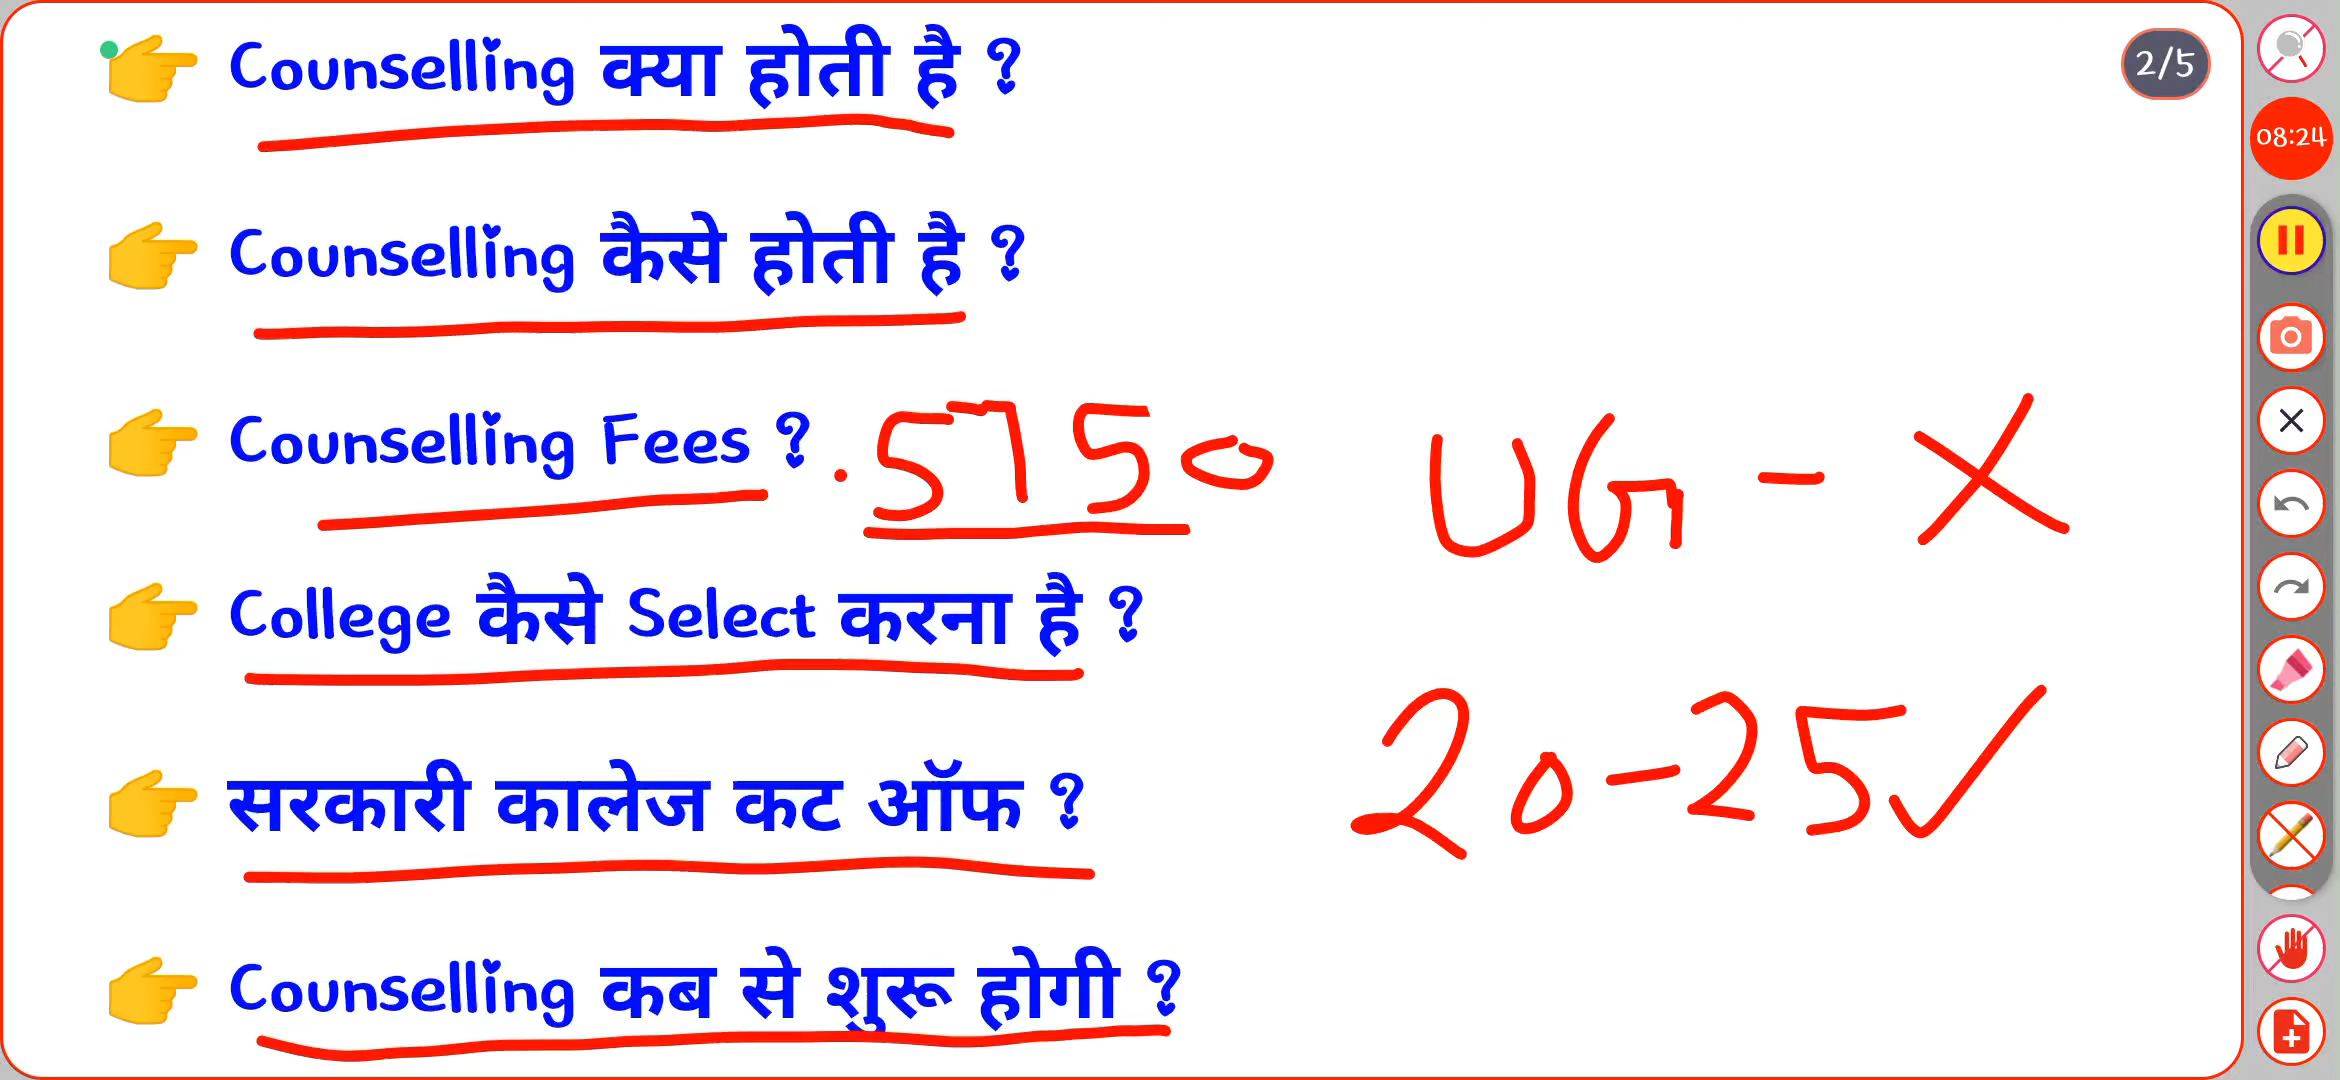 Counselling क्या होती है ?
2/5
08:24
Counselling कैसे होती है ?
Counselling Fees ? . 5750 UG - X
College कैसे Select करना है ?
सरकारी कालेज कट ऑफ ? 20-25✓
Counselling कब से शुरू होगी ?